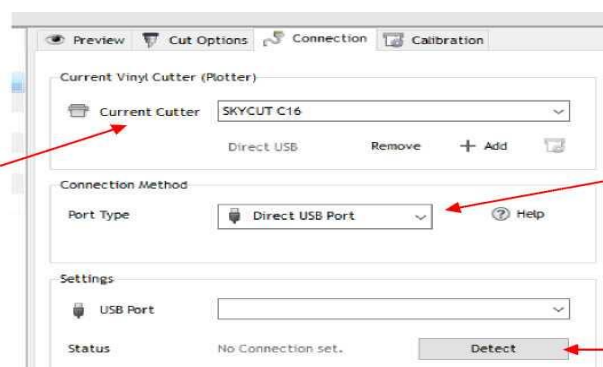 Preview Cut Options Connection Calibration
Current Vinyl Cutter (Plotter)
Current Cutter SKYCUT C16
Direct USB Remove + Add
Connection Method
Port Type Direct USB Port ? Help
Settings
USB Port
Status No Connection set. Detect